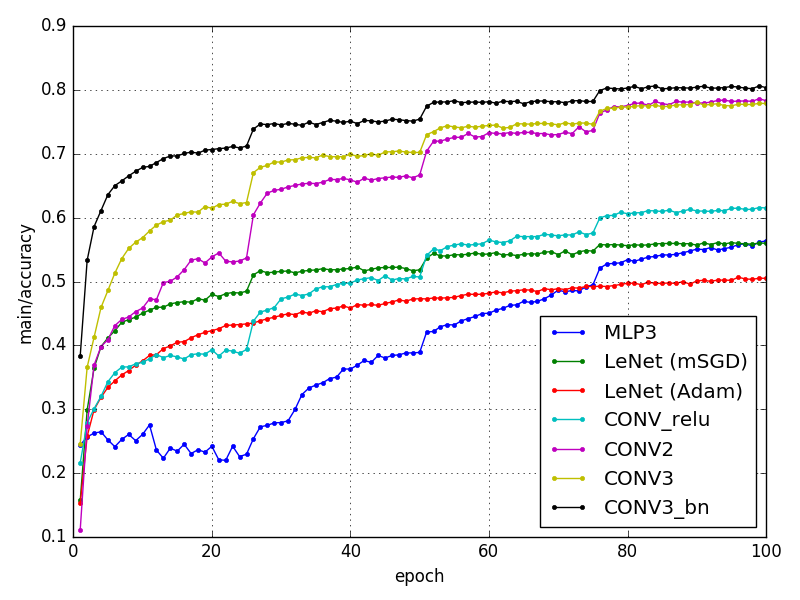 0.9
0.8
0.7
0.6
0.5
0.4
0.3
0.2
0.1
main/accuracy
0 20 40 60 80 100
epoch
MLP3
LeNet (mSGD)
LeNet (Adam)
CONV_relu
CONV2
CONV3
CONV3_bn